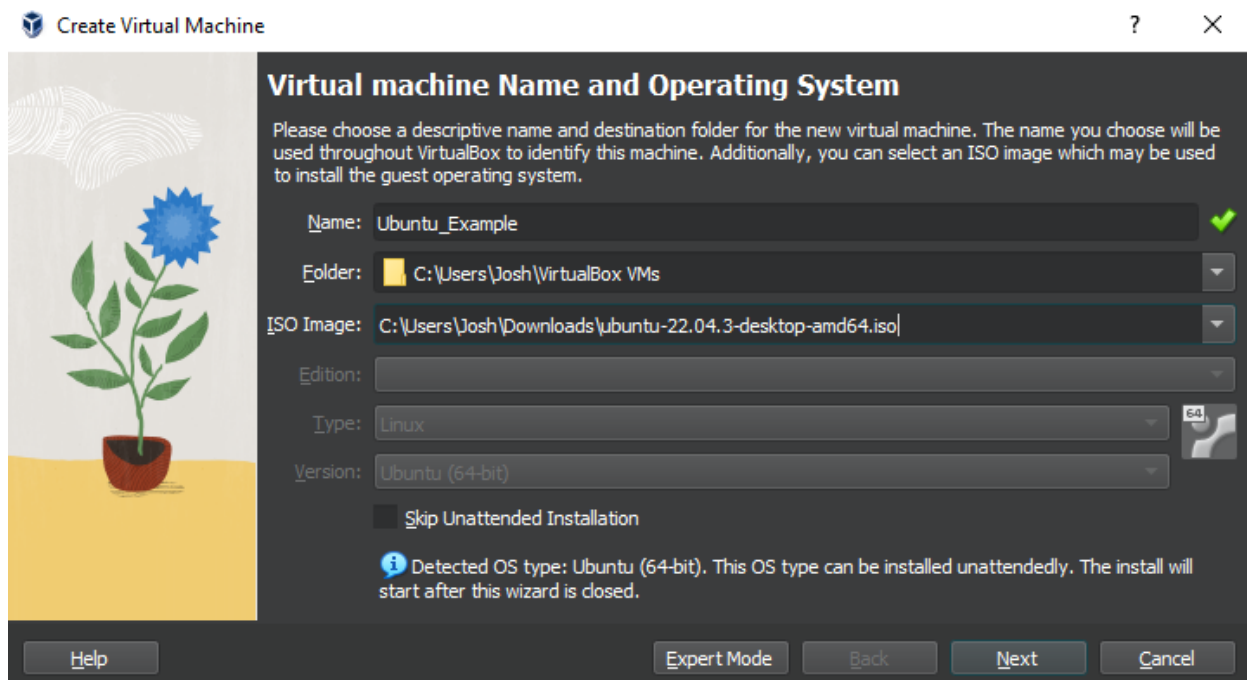 Create Virtual Machine ?
Virtual machine Name and Operating System
Please choose a descriptive name and destination folder for the new virtual machine. The name you choose will be
used throughout VirtualBox to identify this machine. Additionally, you can select an ISO image which may be used
to install the guest operating system.
Name: Ubuntu_Example
Folder: C:\Users\Josh\VirtualBox VMs
ISO Image: C:\Users\Josh\Downloads\ubuntu-22.04.3-desktop-amd64.iso
Edition:
Type: Linux
64
Version: Ubuntu (64-bit)
Skip Unattended Installation
Detected OS type: Ubuntu (64-bit). This OS type can be installed unattendedly. The install will
start after this wizard is closed.
Help Expert Mode Back Next Cancel